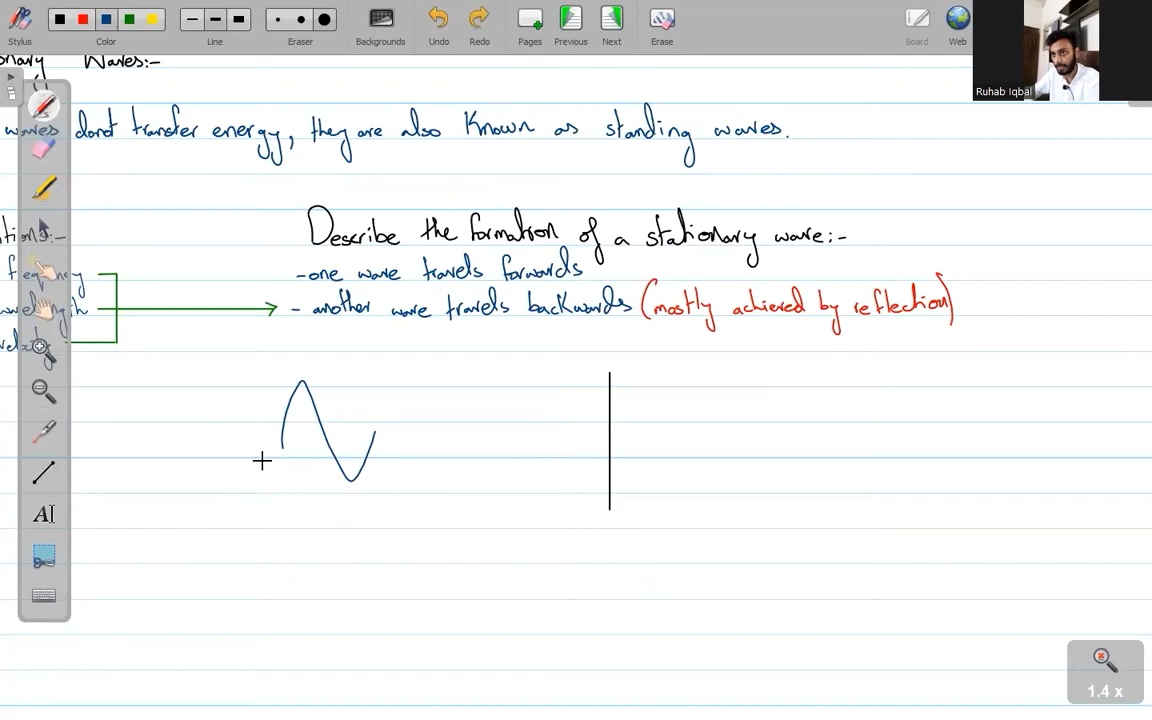 Stylus
Color
Line
Eraser
Backgrounds
Undo
Redo
Pages
Previous
Next
Erase
Board
Web
Ruhab Iqbal
Waves:-
waves dont transfer energy, they are also known as standing waves.
Describe the formation of a stationary wave:-
-one wave travels forwards
- another wave travels backwards (mostly achieved by reflection)
A
1.4 x